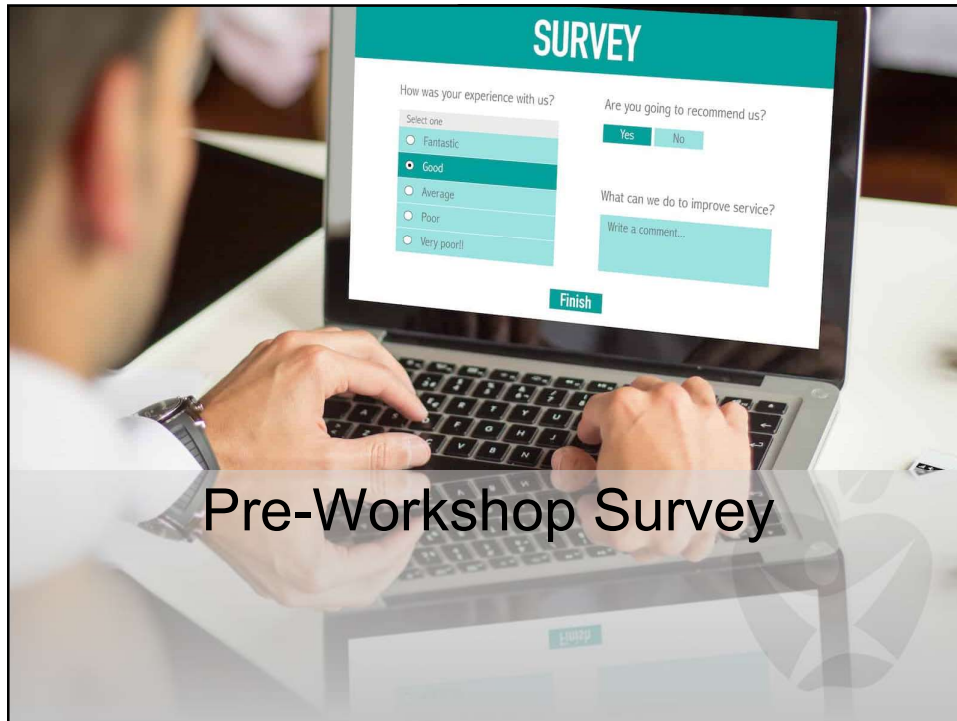 SURVEY
How was your experience with us?
Select one
Fantastic
Good
Average
Poor
Very poor!!
Are you going to recommend us?
Yes
No
What can we do to improve service?
Write a comment...
Finish
Pre-Workshop Survey